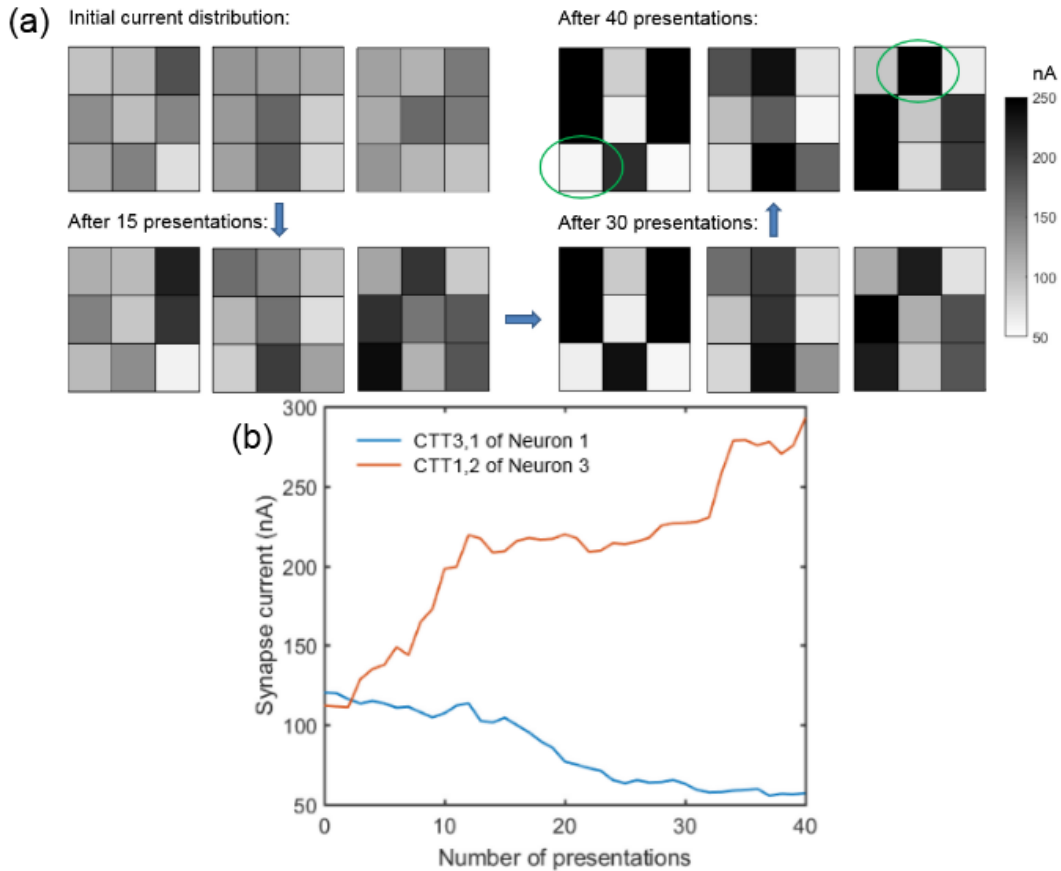 (a)
Initial current distribution:
After 40 presentations:
nA
250
200
150
100
50
After 15 presentations:
After 30 presentations:
(b)
CTT3,1 of Neuron 1
CTT1,2 of Neuron 3
Synapse current (nA)
300
250
200
150
100
50
0
10
20
30
40
Number of presentations